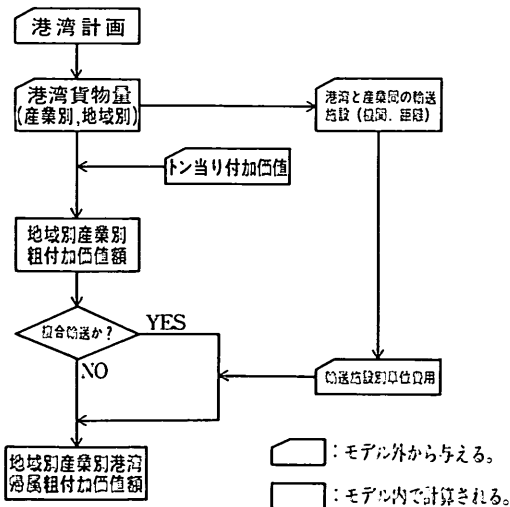 港湾計画
港湾貨物量
(産業別,地域別)
港湾と産業間の輸送
施設(機関、距離)
トン当り付加価値
地域別産業別
粗付加価値額
複合輸送か?
YES
NO
輸送施設別単位費用
地域別産業別港湾
帰属粗付加価値額
:モデル外から与える。
:モデル内で計算される。